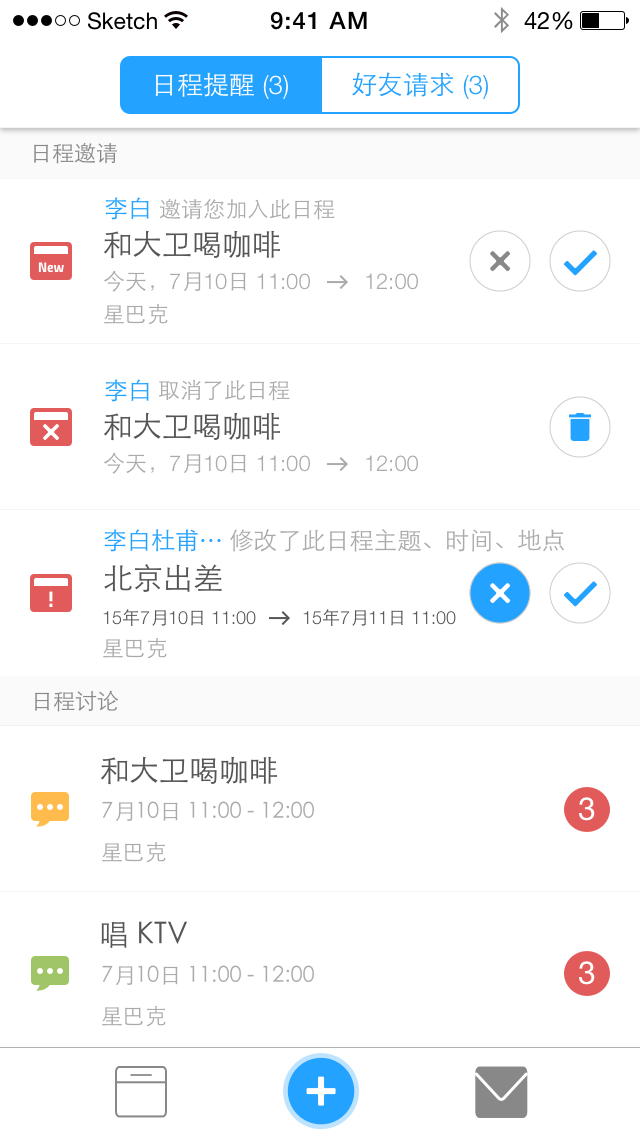 Sketch 9:41 AM 42%
日程提醒 (3) 好友请求 (3)
日程邀请
李白 邀请您加入此日程
和大卫喝咖啡
New
今天，7月10日 11:00 → 12:00
星巴克
李白 取消了此日程
和大卫喝咖啡
今天，7月10日 11:00 → 12:00
李白杜甫… 修改了此日程主题、时间、地点
北京出差
15年7月10日 11:00 → 15年7月11日 11:00
星巴克
日程讨论
和大卫喝咖啡
7月10日 11:00 - 12:00
3
星巴克
唱 KTV
7月10日 11:00 - 12:00
3
星巴克